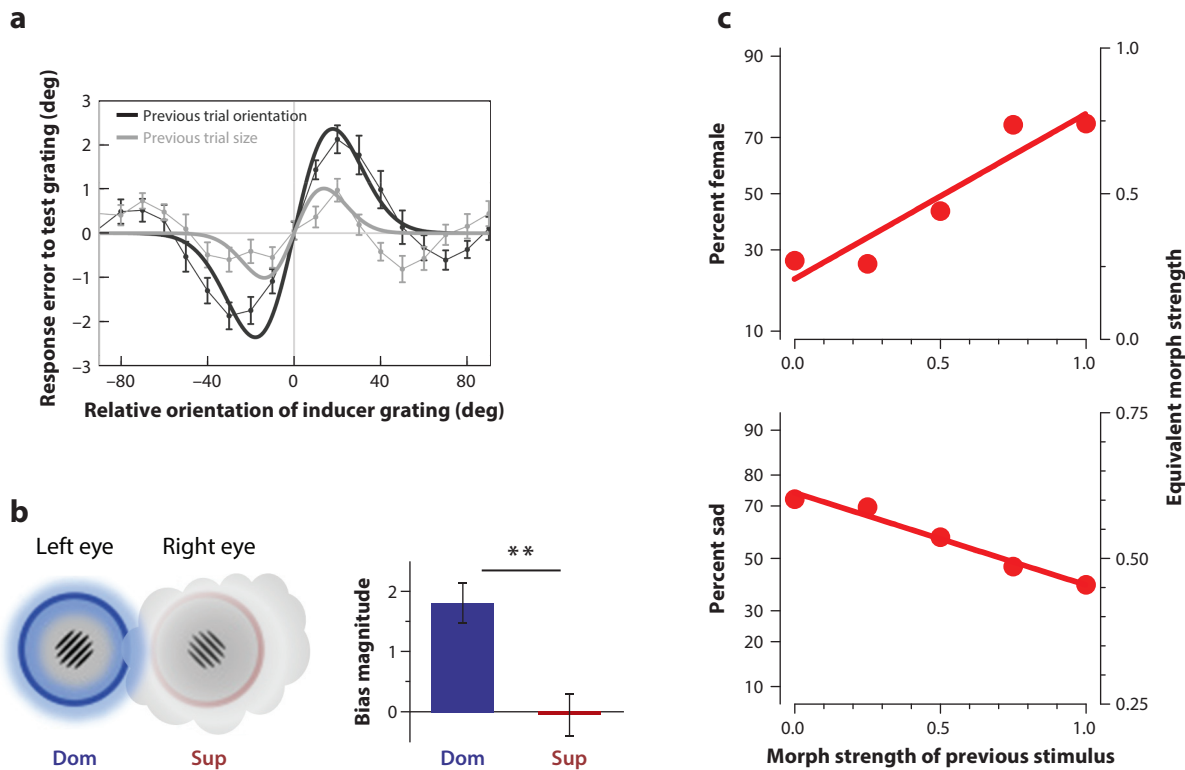 a
Response error to test grating (deg)
3
2
1
0
−1
−2
−3
Previous trial orientation
Previous trial size
−80
−40
0
40
80
Relative orientation of inducer grating (deg)
b
Left eye
Right eye
Dom
Sup
Bias magnitude
2
1
0
**
Dom
Sup
c
Percent female
90
70
50
30
10
1.0
0.5
0.0
0.0
0.5
1.0
Equivalent morph strength
Percent sad
90
80
70
50
30
20
10
0.75
0.50
0.25
0.0
0.5
1.0
Morph strength of previous stimulus